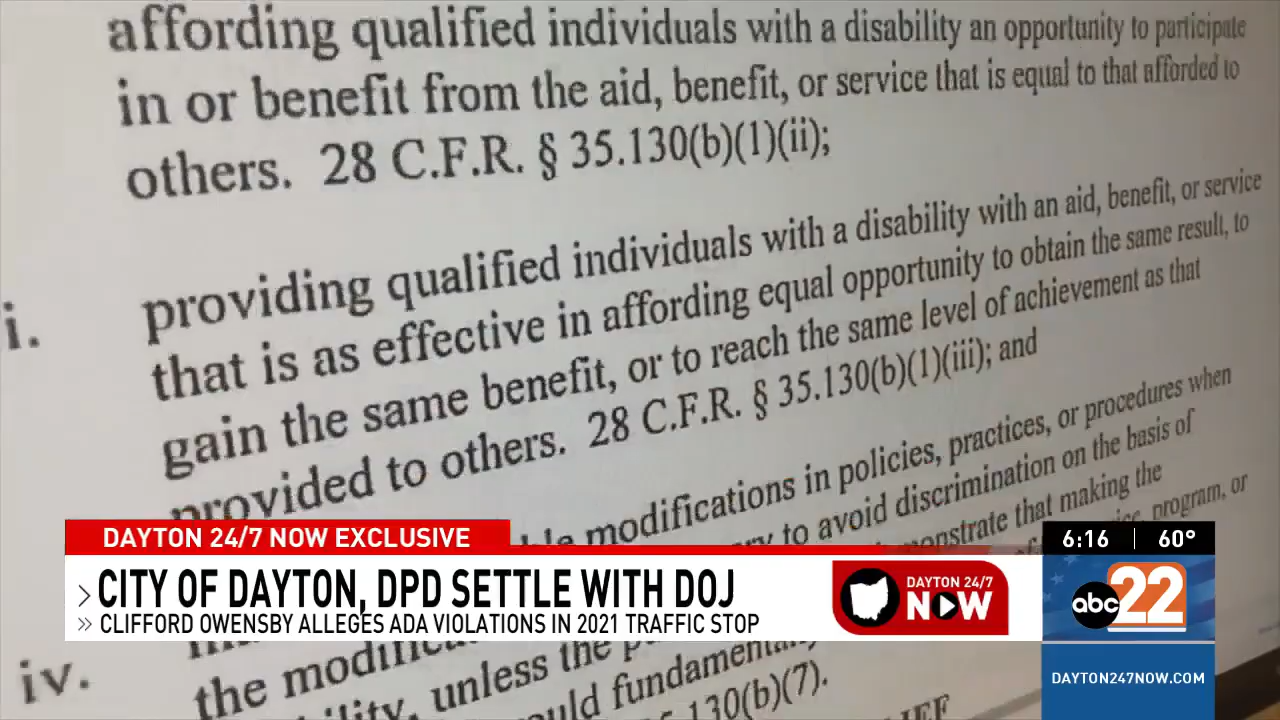 affording qualified individuals with a disability an opportunity to participate
in or benefit from the aid, benefit, or service that is equal to that afforded to
others. 28 C.F.R. § 35.130(b)(1)(ii);
i. providing qualified individuals with a disability with an aid, benefit, or service
that is as effective in affording equal opportunity to obtain the same result, to
gain the same benefit, or to reach the same level of achievement as that
provided to others. 28 C.F.R. § 35.130(b)(1)(iii); and
modifications in policies, practices, or procedures when
to avoid discrimination on the basis of
that making the
program, or
DAYTON 24/7 NOW EXCLUSIVE
CITY OF DAYTON, DPD SETTLE WITH DOJ
CLIFFORD OWENSBY ALLEGES ADA VIOLATIONS IN 2021 TRAFFIC STOP
DAYTON 24/7
NOW
6:16 60°
abc 22
DAYTON247NOW.COM
iv.
the
unless the
130(b)(7).